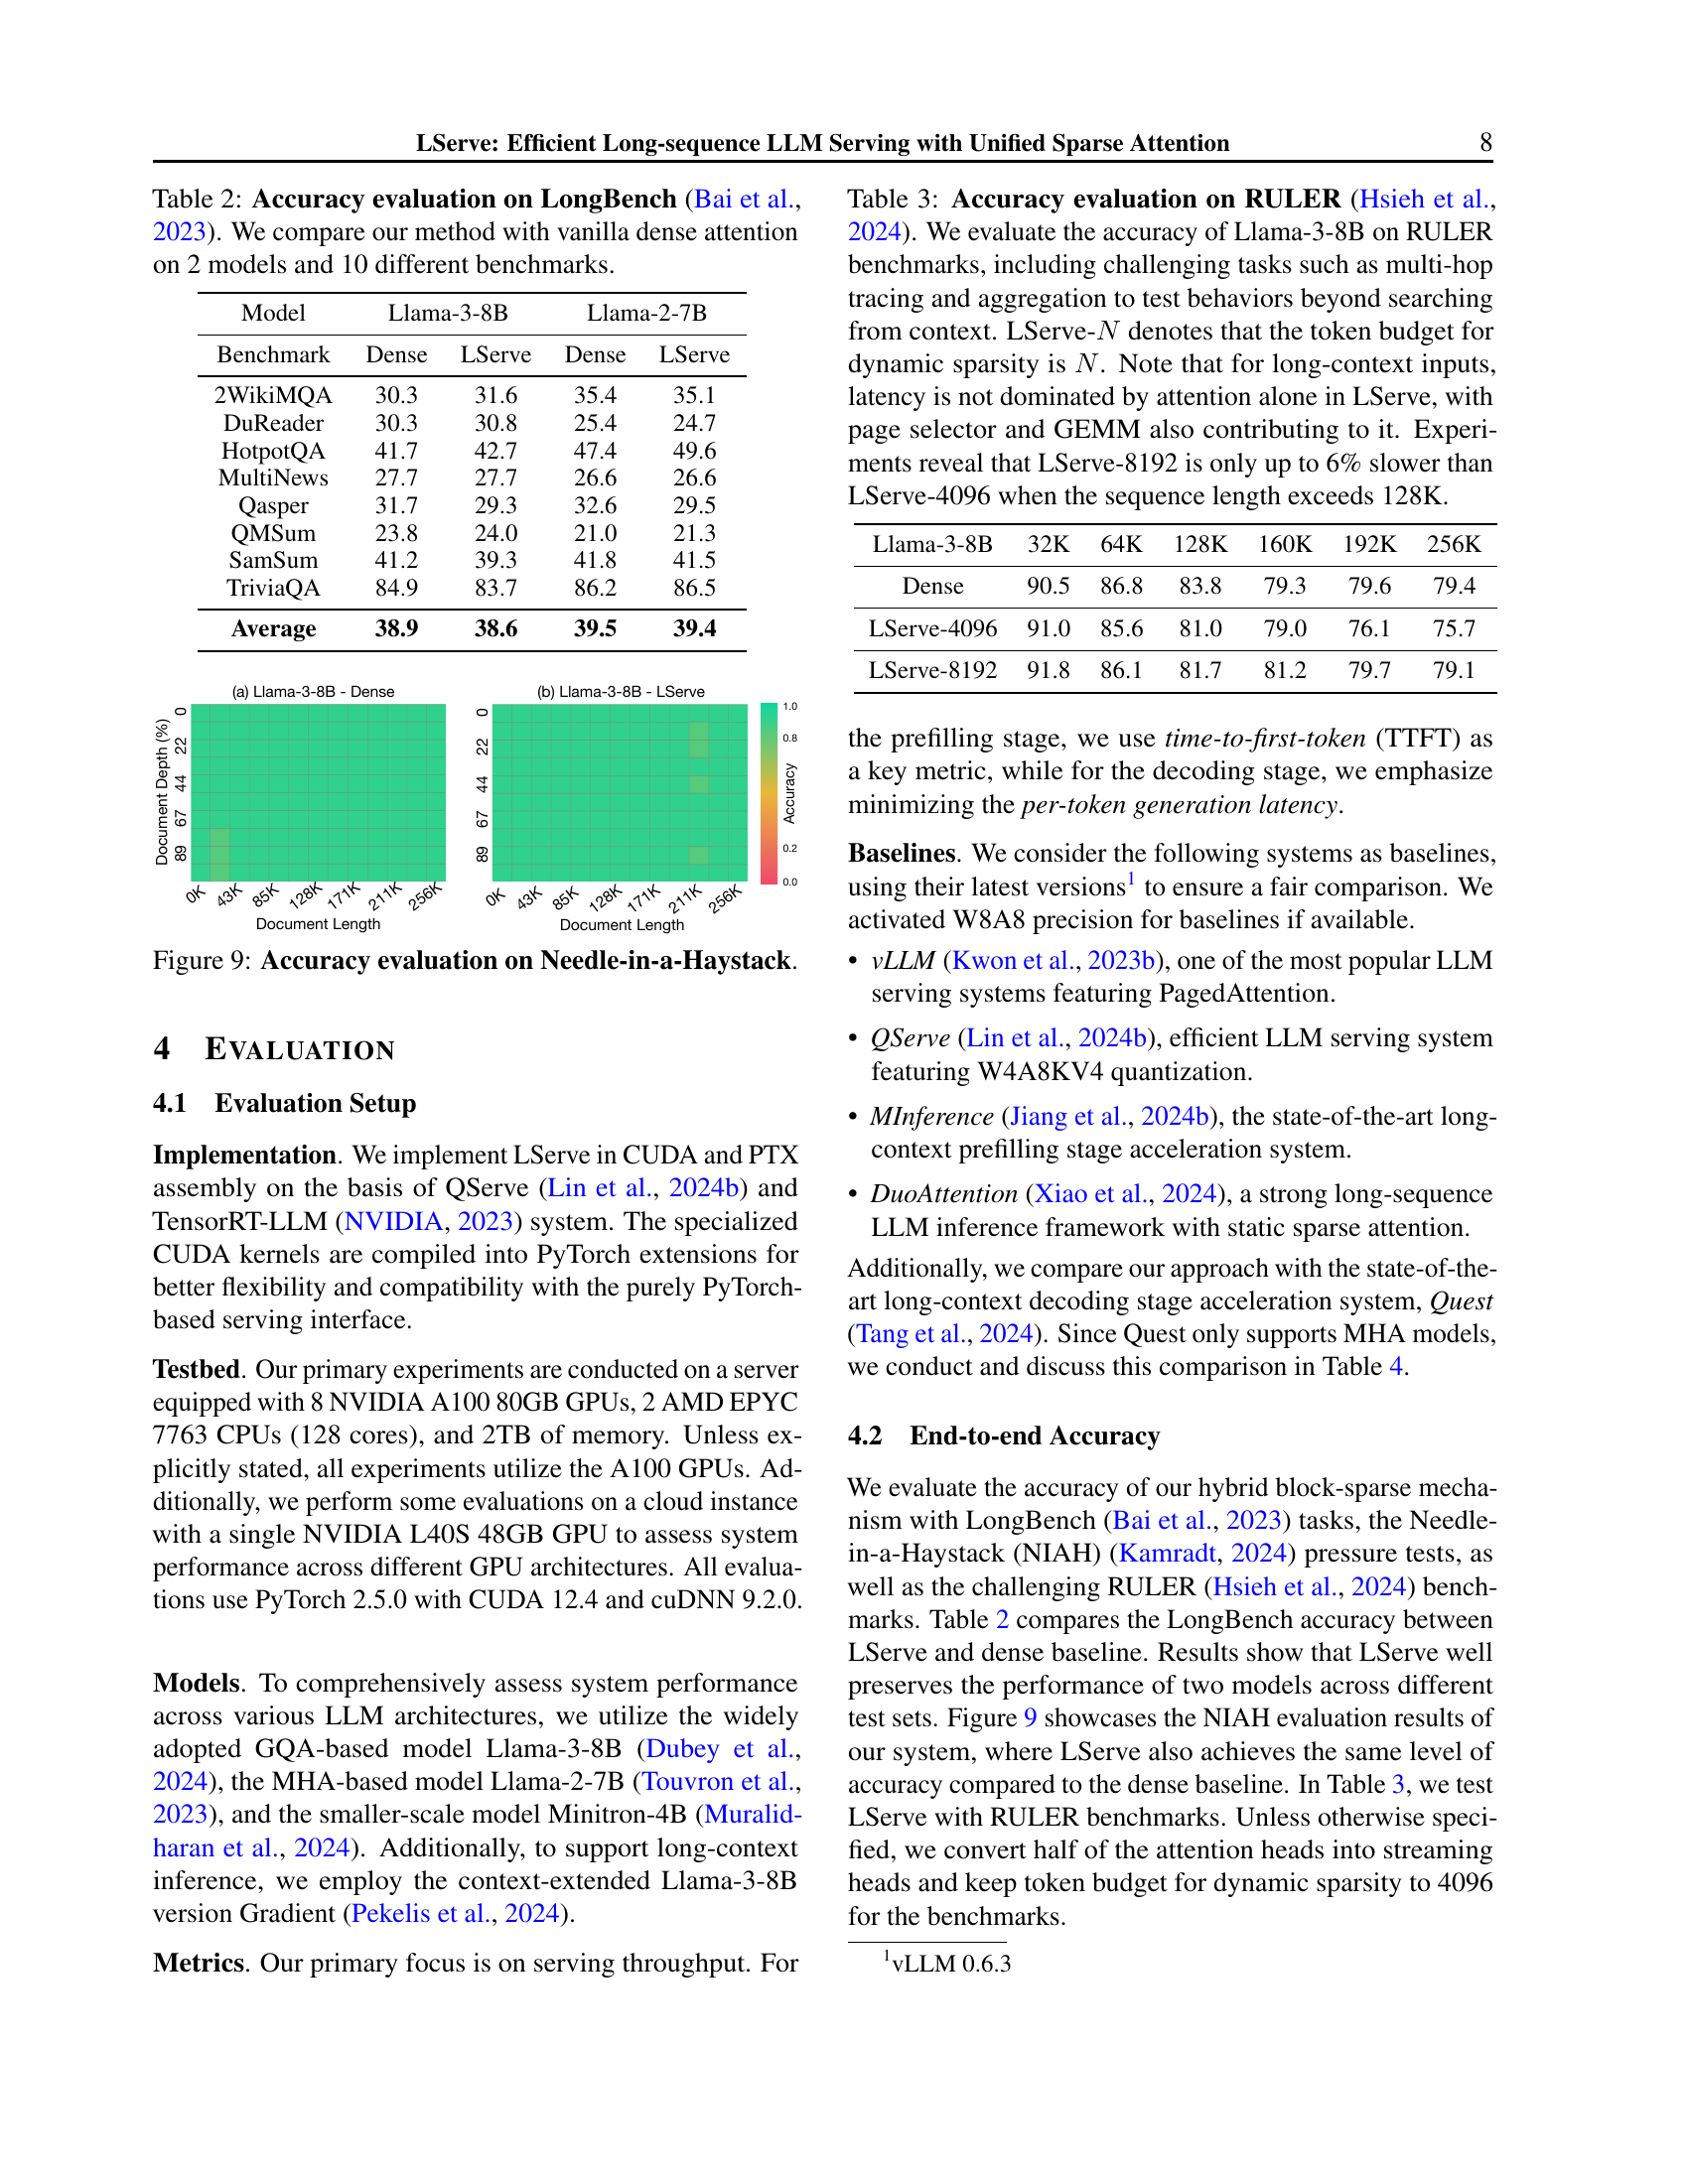 LServe: Efficient Long-sequence LLM Serving with Unified Sparse Attention 8
Table 2: Accuracy evaluation on LongBench (Bai et al.,
2023). We compare our method with vanilla dense attention
on 2 models and 10 different benchmarks.
Model Llama-3-8B Llama-2-7B
Benchmark Dense LServe Dense LServe
2WikiMQA 30.3 31.6 35.4 35.1
DuReader 30.3 30.8 25.4 24.7
HotpotQA 41.7 42.7 47.4 49.6
MultiNews 27.7 27.7 26.6 26.6
Qasper 31.7 29.3 32.6 29.5
QMSum 23.8 24.0 21.0 21.3
SamSum 41.2 39.3 41.8 41.5
TriviaQA 84.9 83.7 86.2 86.5
Average 38.9 38.6 39.5 39.4
(a) Llama-3-8B - Dense
Document Depth (%)
0
22
44
67
89
0K 43K 85K 128K 171K 211K 256K
Document Length
(b) Llama-3-8B - LServe
0
22
44
67
89
0K 43K 85K 128K 171K 211K 256K
Document Length
1.0
0.8
Accuracy
0.2
0.0
Figure 9: Accuracy evaluation on Needle-in-a-Haystack.
4 EVALUATION
4.1 Evaluation Setup
Implementation. We implement LServe in CUDA and PTX
assembly on the basis of QServe (Lin et al., 2024b) and
TensorRT-LLM (NVIDIA, 2023) system. The specialized
CUDA kernels are compiled into PyTorch extensions for
better flexibility and compatibility with the purely PyTorch-
based serving interface.
Testbed. Our primary experiments are conducted on a server
equipped with 8 NVIDIA A100 80GB GPUs, 2 AMD EPYC
7763 CPUs (128 cores), and 2TB of memory. Unless ex-
plicitly stated, all experiments utilize the A100 GPUs. Ad-
ditionally, we perform some evaluations on a cloud instance
with a single NVIDIA L40S 48GB GPU to assess system
performance across different GPU architectures. All evalua-
tions use PyTorch 2.5.0 with CUDA 12.4 and cuDNN 9.2.0.
Models. To comprehensively assess system performance
across various LLM architectures, we utilize the widely
adopted GQA-based model Llama-3-8B (Dubey et al.,
2024), the MHA-based model Llama-2-7B (Touvron et al.,
2023), and the smaller-scale model Minitron-4B (Muralid-
haran et al., 2024). Additionally, to support long-context
inference, we employ the context-extended Llama-3-8B
version Gradient (Pekelis et al., 2024).
Metrics. Our primary focus is on serving throughput. For
Table 3: Accuracy evaluation on RULER (Hsieh et al.,
2024). We evaluate the accuracy of Llama-3-8B on RULER
benchmarks, including challenging tasks such as multi-hop
tracing and aggregation to test behaviors beyond searching
from context. LServe-N denotes that the token budget for
dynamic sparsity is N. Note that for long-context inputs,
latency is not dominated by attention alone in LServe, with
page selector and GEMM also contributing to it. Experi-
ments reveal that LServe-8192 is only up to 6% slower than
LServe-4096 when the sequence length exceeds 128K.
Llama-3-8B 32K 64K 128K 160K 192K 256K
Dense 90.5 86.8 83.8 79.3 79.6 79.4
LServe-4096 91.0 85.6 81.0 79.0 76.1 75.7
LServe-8192 91.8 86.1 81.7 81.2 79.7 79.1
the prefilling stage, we use time-to-first-token (TTFT) as
a key metric, while for the decoding stage, we emphasize
minimizing the per-token generation latency.
Baselines. We consider the following systems as baselines,
using their latest versions1 to ensure a fair comparison. We
activated W8A8 precision for baselines if available.
• vLLM (Kwon et al., 2023b), one of the most popular LLM
serving systems featuring PagedAttention.
• QServe (Lin et al., 2024b), efficient LLM serving system
featuring W4A8KV4 quantization.
• MInference (Jiang et al., 2024b), the state-of-the-art long-
context prefilling stage acceleration system.
• DuoAttention (Xiao et al., 2024), a strong long-sequence
LLM inference framework with static sparse attention.
Additionally, we compare our approach with the state-of-the-
art long-context decoding stage acceleration system, Quest
(Tang et al., 2024). Since Quest only supports MHA models,
we conduct and discuss this comparison in Table 4.
4.2 End-to-end Accuracy
We evaluate the accuracy of our hybrid block-sparse mecha-
nism with LongBench (Bai et al., 2023) tasks, the Needle-
in-a-Haystack (NIAH) (Kamradt, 2024) pressure tests, as
well as the challenging RULER (Hsieh et al., 2024) bench-
marks. Table 2 compares the LongBench accuracy between
LServe and dense baseline. Results show that LServe well
preserves the performance of two models across different
test sets. Figure 9 showcases the NIAH evaluation results of
our system, where LServe also achieves the same level of
accuracy compared to the dense baseline. In Table 3, we test
LServe with RULER benchmarks. Unless otherwise speci-
fied, we convert half of the attention heads into streaming
heads and keep token budget for dynamic sparsity to 4096
for the benchmarks.
1vLLM 0.6.3